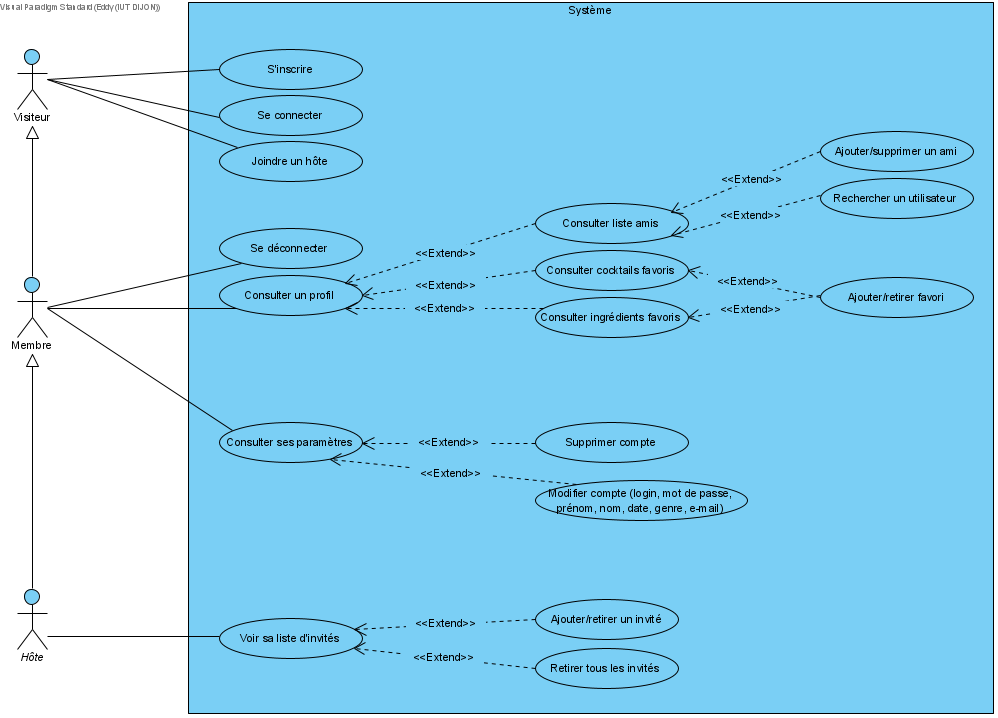 Visual Paradigm Standard (Eddy (IUT DIJON))
Système
S'inscrire
Se connecter
Visiteur
Joindre un hôte
Ajouter/supprimer un ami
<<Extend>>
Rechercher un utilisateur
<<Extend>>
Consulter liste amis
Se déconnecter
<<Extend>>
Consulter cocktails favoris
<<Extend>>
<<Extend>>
Consulter un profil
Ajouter/retirer favori
<<Extend>>
<<Extend>>
Consulter ingrédients favoris
Membre
Consulter ses paramètres
<<Extend>>
Supprimer compte
<<Extend>>
Modifier compte (login, mot de passe,
prénom, nom, date, genre, e-mail)
Ajouter/retirer un invité
<<Extend>>
Voir sa liste d'invités
<<Extend>>
Hôte
Retirer tous les invités